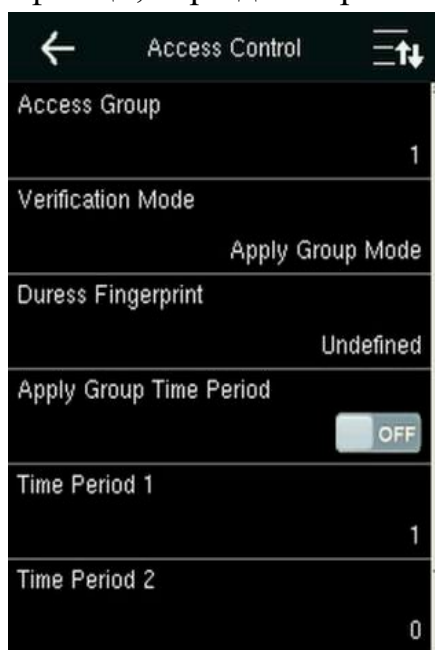 Access Control
Access Group
1
Verification Mode
Apply Group Mode
Duress Fingerprint
Undefined
Apply Group Time Period
OFF
Time Period 1
1
Time Period 2
0